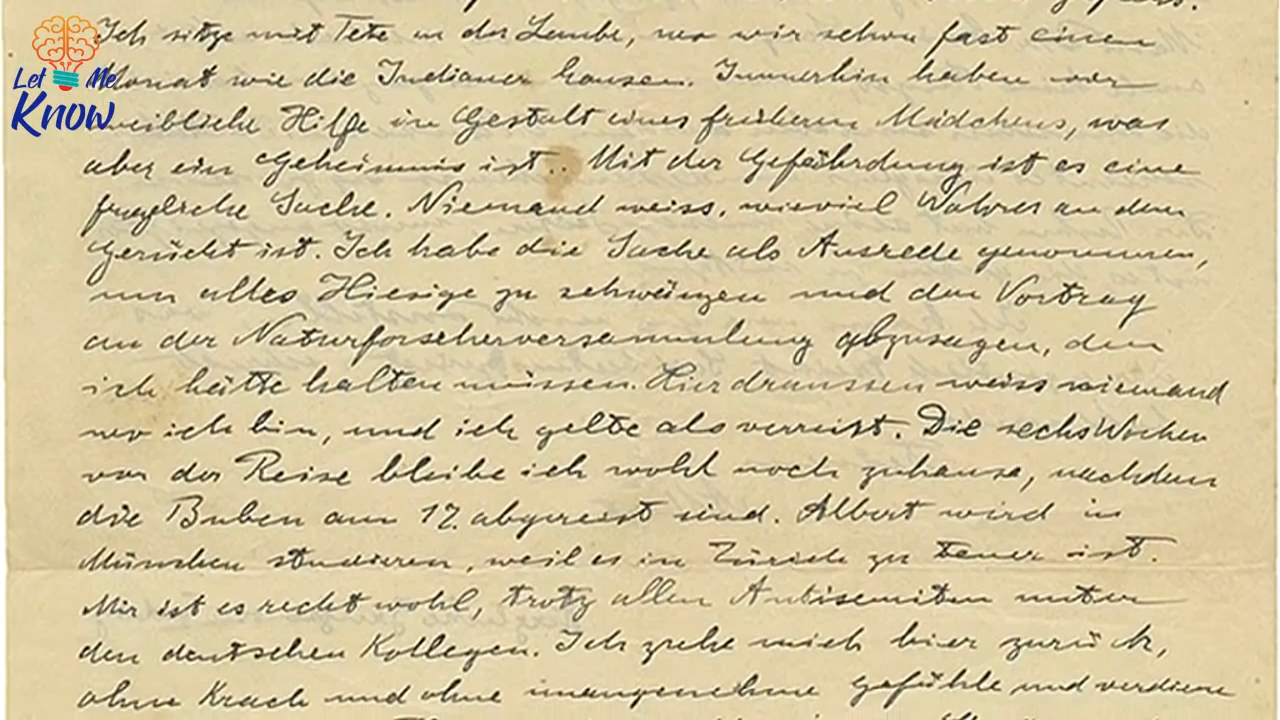 Let Me
Know
Ich sitze mit Tete in der Laube, wo wir schon fast einen
Monat wie die Indianer hausen. Immerhin haben wir
weibliche Hilfe in Gestalt eines früheren Mädchens, was
aber ein Geheimnis ist.. Mit der Gefährdung ist es eine
fragliche Sache. Niemand weiss, wieviel Wahres an dem
Gerücht ist. Ich habe die Sache als Ausrede genommen,
um alles Hiesige zu schwänzen und den Vortrag
an der Naturforscherversammlung abzusagen, den
ich hätte halten müssen. Hier draussen weiss niemand
wo ich bin, und ich gelte als verreist. Die sechs Wochen
vor der Reise bleibe ich wohl noch zuhause, nachdem
die Buben am 17. abgereist sind. Albert wird in
München studieren, weil es in Zürich zu teuer ist.
Mir ist es recht wohl, trotz allen Antisemiten unter
den deutschen Kollegen. Ich ziehe mich hier zurück,
ohne Krach und ohne unangenehme Gefühle und verdiene